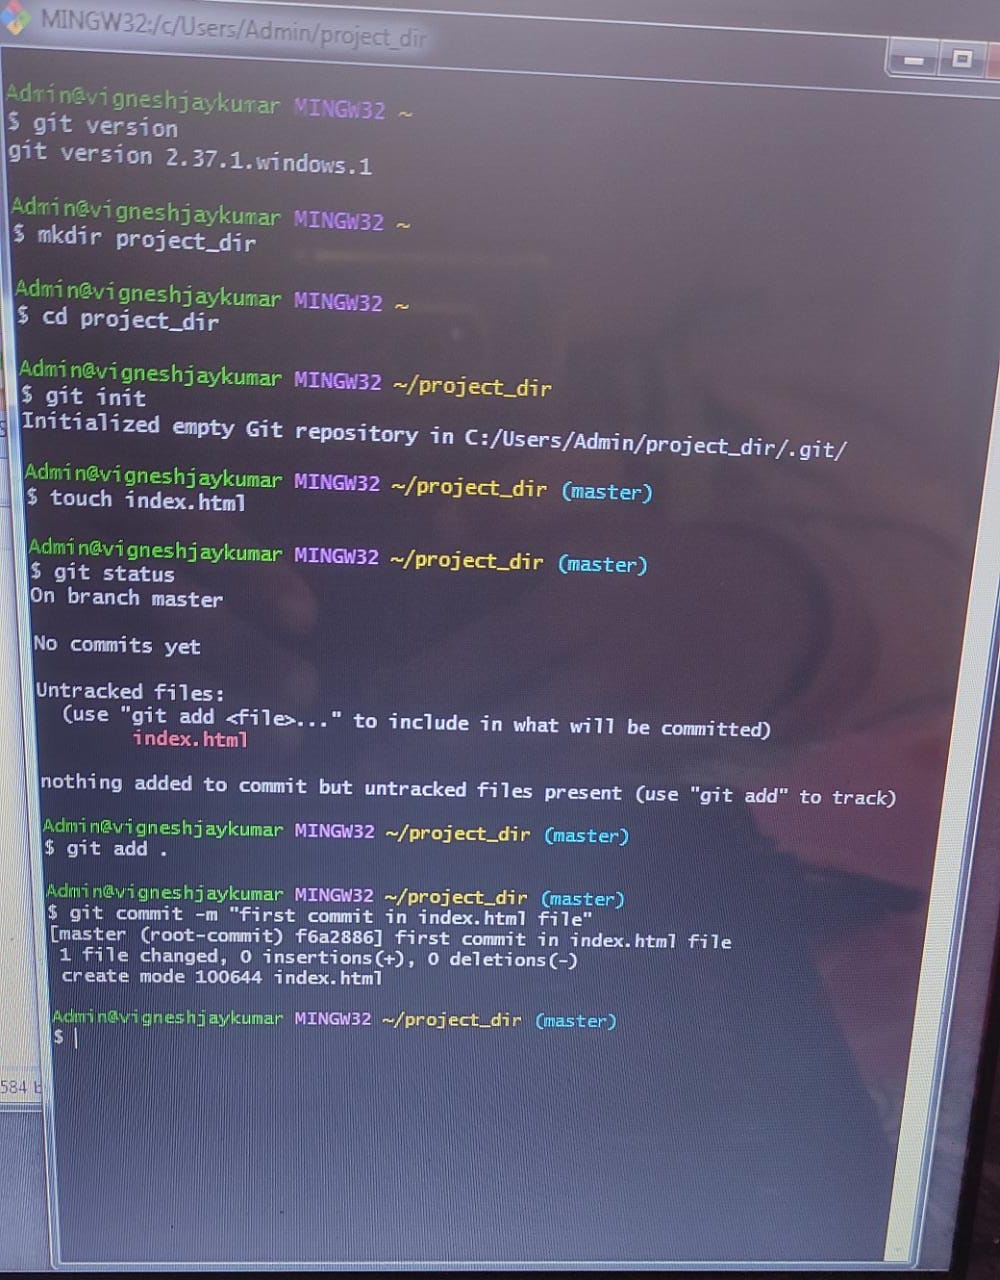 MINGW32:/c/Users/Admin/project_dir
Admin@vigneshjaykumar MINGW32 ~
$ git version
git version 2.37.1.windows.1
Admin@vigneshjaykumar MINGW32 ~
$ mkdir project_dir
Admin@vigneshjaykumar MINGW32 ~
$ cd project_dir
Admin@vigneshjaykumar MINGW32 ~/project_dir
$ git init
Initialized empty Git repository in C:/Users/Admin/project_dir/.git/
Admin@vigneshjaykumar MINGW32 ~/project_dir (master)
$ touch index.html
Admin@vigneshjaykumar MINGW32 ~/project_dir (master)
$ git status
On branch master
No commits yet
Untracked files:
(use "git add <file>..." to include in what will be committed)
index.html
nothing added to commit but untracked files present (use "git add" to track)
Admin@vigneshjaykumar MINGW32 ~/project_dir (master)
$ git add .
Admin@vigneshjaykumar MINGW32 ~/project_dir (master)
$ git commit -m "first commit in index.html file"
[master (root-commit) f6a2886] first commit in index.html file
1 file changed, 0 insertions(+), 0 deletions(-)
create mode 100644 index.html
Admin@vigneshjaykumar MINGW32 ~/project_dir (master)
$
584 b